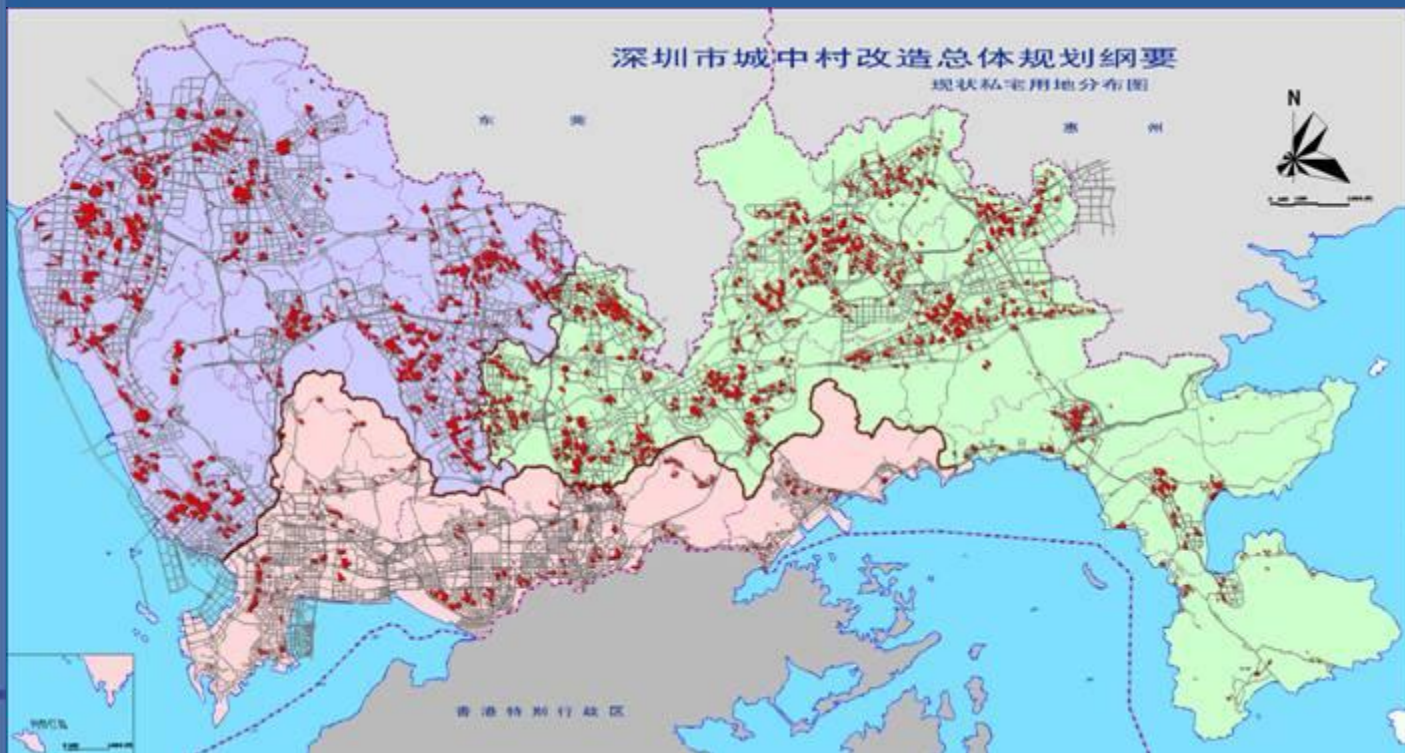 深圳市城中村改造总体规划纲要
现状私宅用地分布图
东 莞
惠 州
N
香港特别行政区